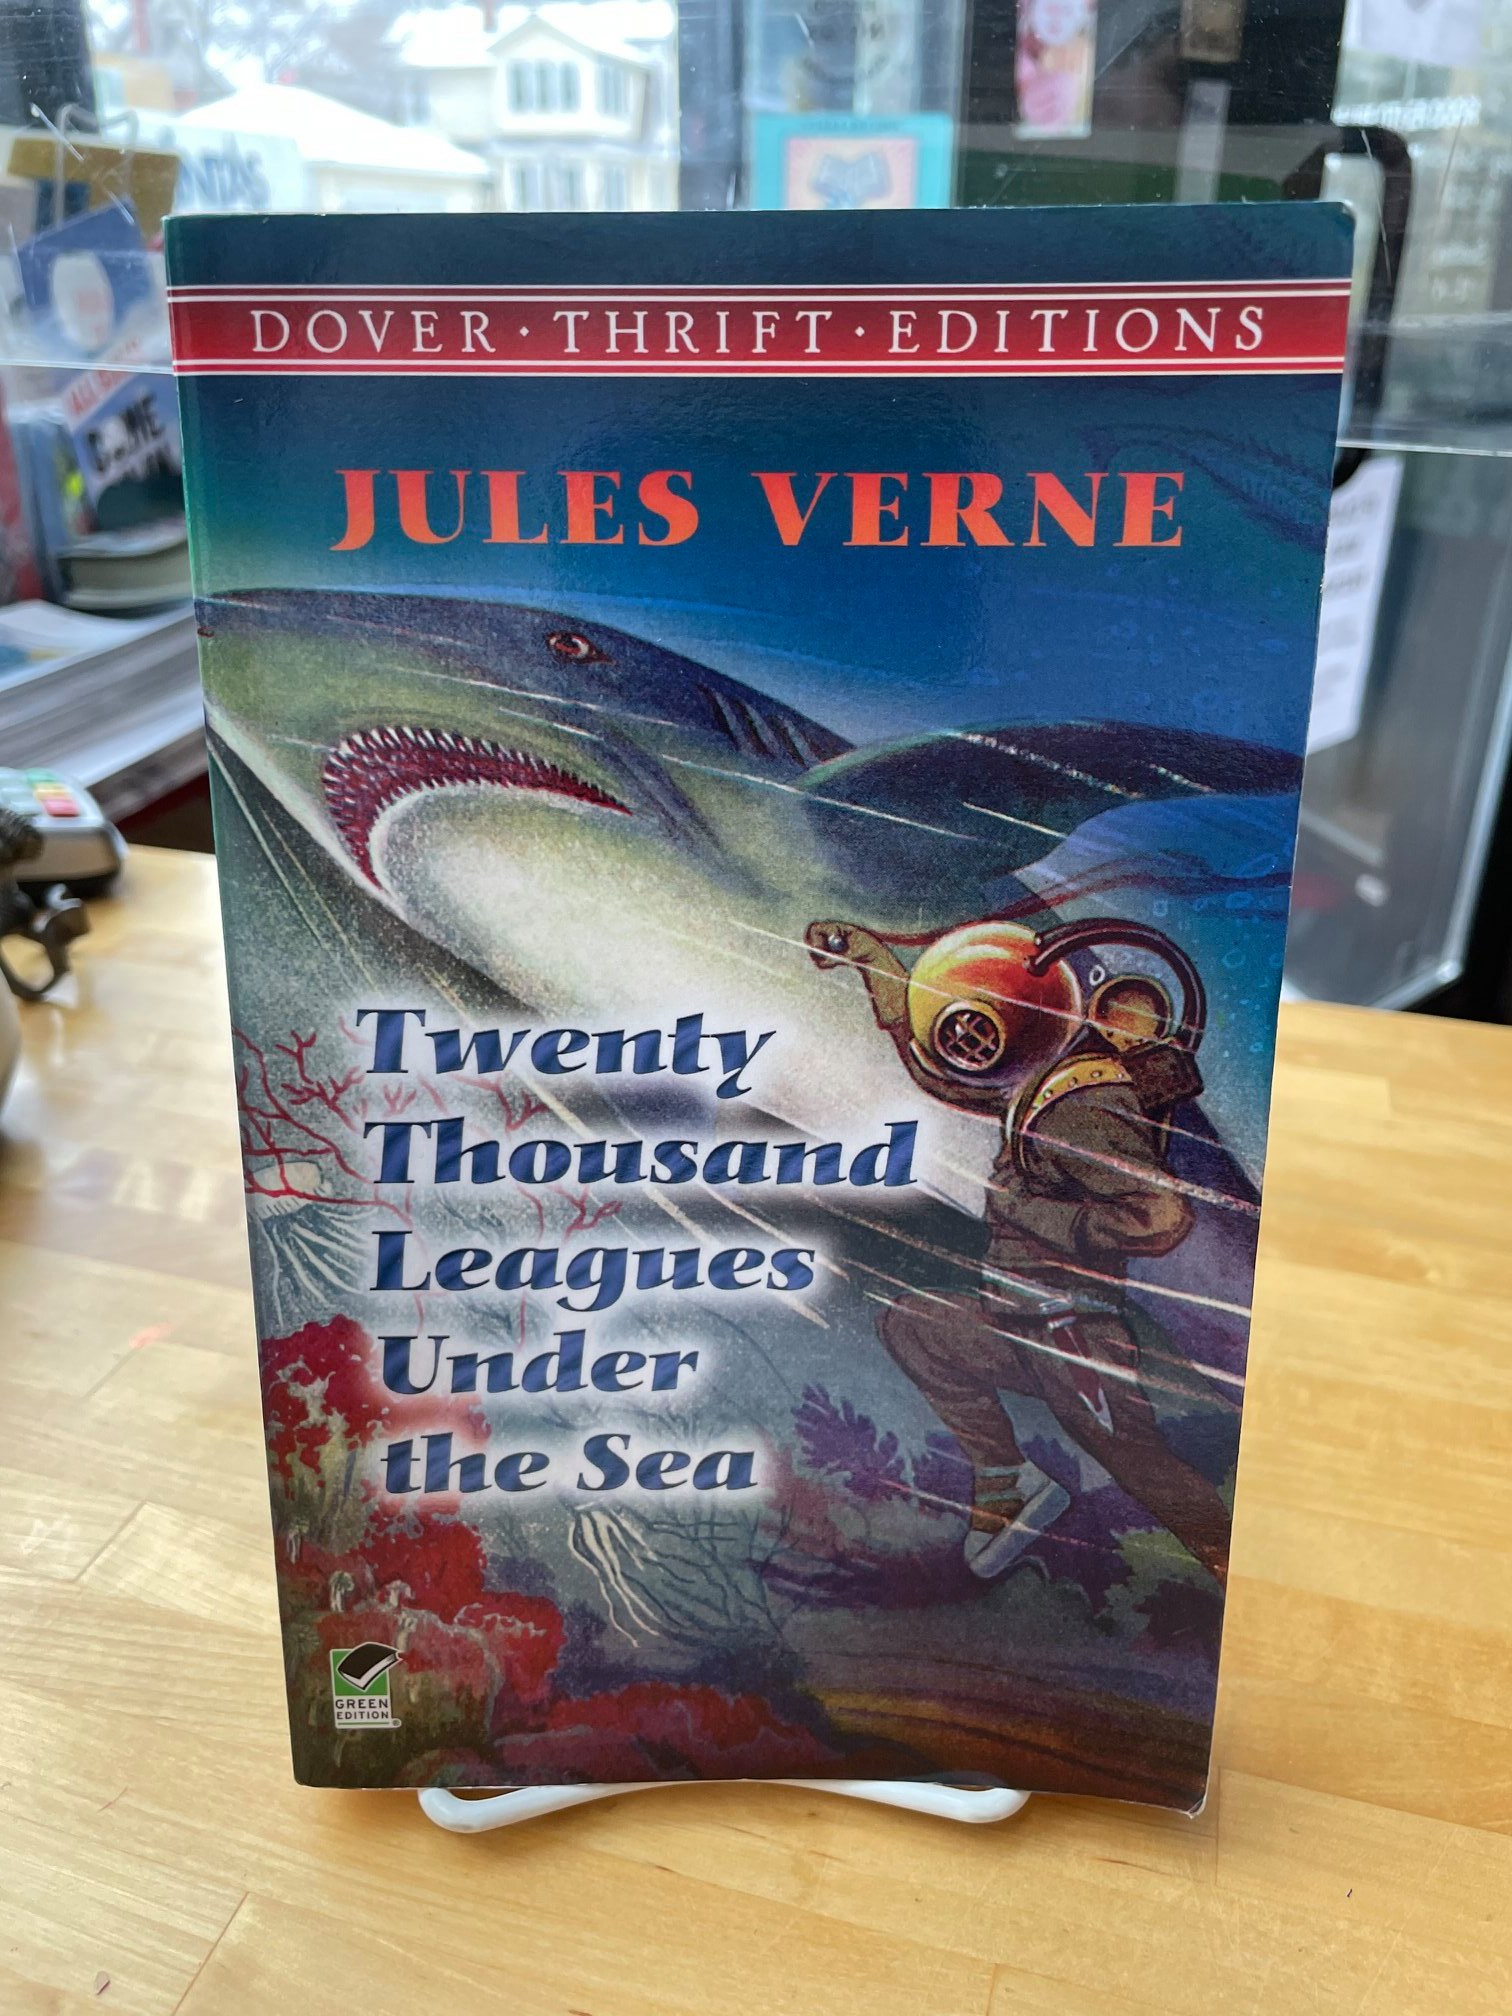 DOVER · THRIFT · EDITIONS
JULES VERNE
Twenty
Thousand
Leagues
Under
the Sea
GREEN
EDITION®